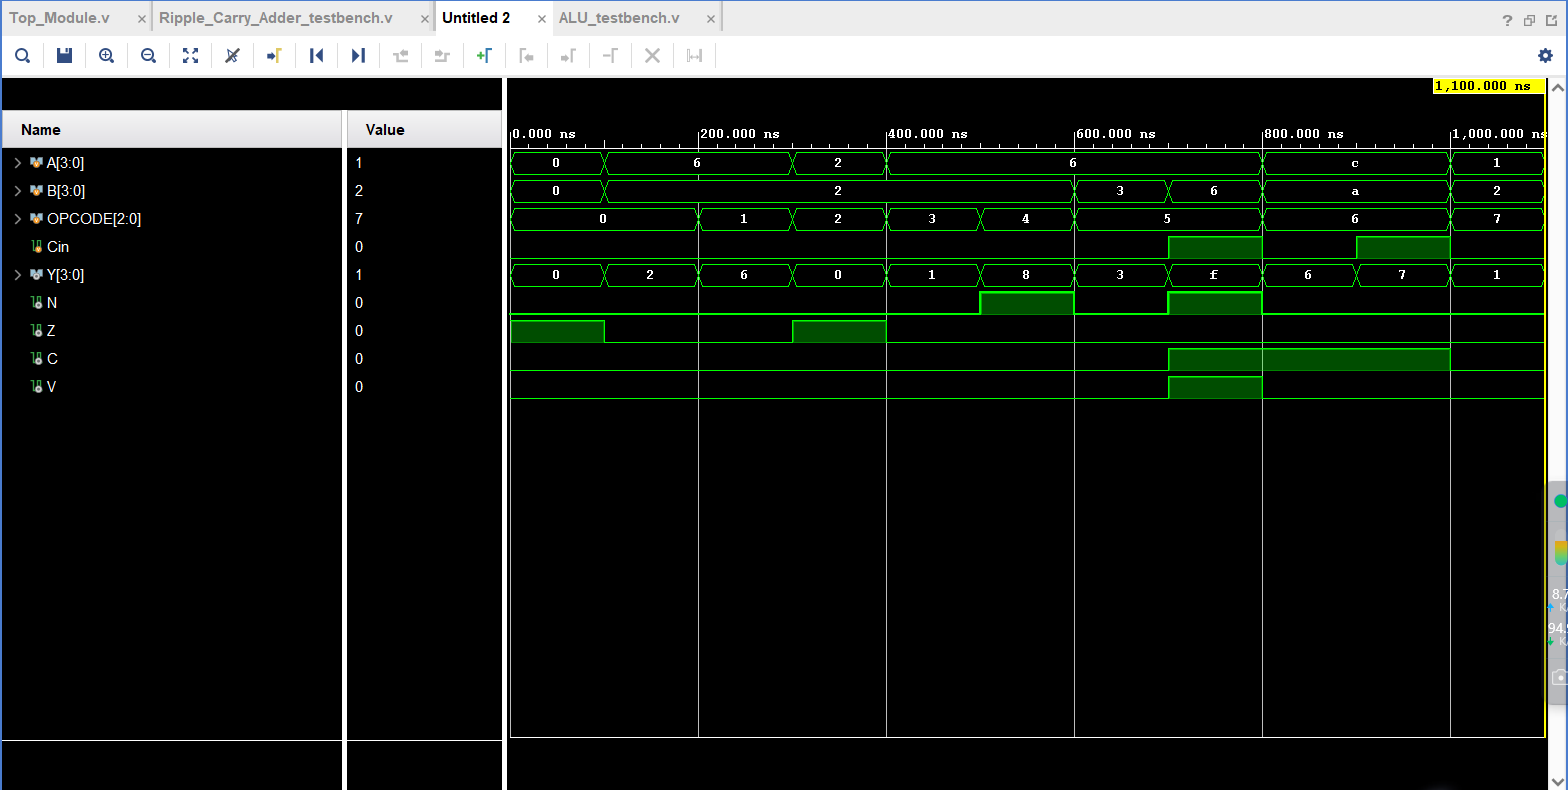 Top_Module.v × Ripple_Carry_Adder_testbench.v × Untitled 2 × ALU_testbench.v × ?
1,100.000 ns
Name Value 0.000 ns 200.000 ns 400.000 ns 600.000 ns 800.000 ns 1,000.000 ns
A[3:0] 1 0 6 2 6 c 1
B[3:0] 2 0 2 3 6 a 2
OPCODE[2:0] 7 0 1 2 3 4 5 6 7
Cin 0
Y[3:0] 1 0 2 6 0 1 8 3 f 6 7 1
N 0
Z 0
C 0
V 0